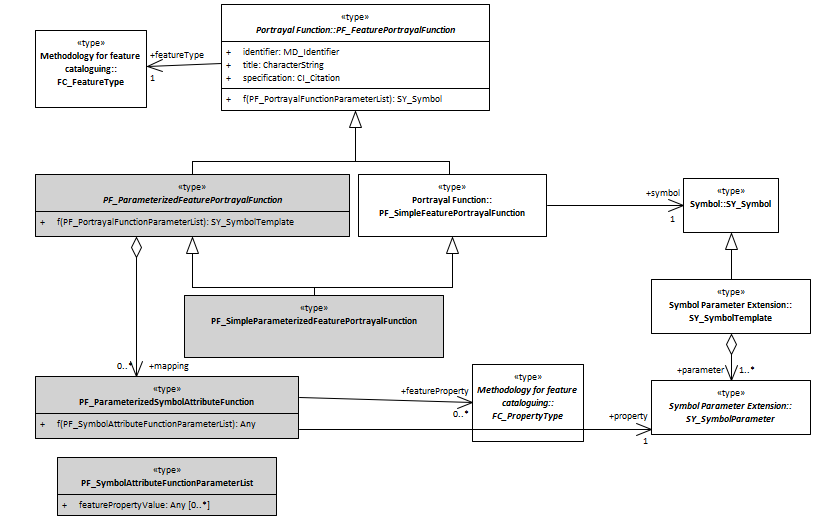 «type»
Portrayal Function::PF_FeaturePortrayalFunction
+ identifier: MD_Identifier
+ title: CharacterString
+ specification: CI_Citation
+ f(PF_PortrayalFunctionParameterList): SY_Symbol
«type»
Methodology for feature
cataloguing::
FC_FeatureType
+featureType
1
«type»
PF_ParameterizedFeaturePortrayalFunction
+ f(PF_PortrayalFunctionParameterList): SY_SymbolTemplate
«type»
Portrayal Function::
PF_SimpleFeaturePortrayalFunction
+symbol
1
«type»
Symbol::SY_Symbol
«type»
PF_SimpleParameterizedFeaturePortrayalFunction
«type»
Symbol Parameter Extension::
SY_SymbolTemplate
0..*
+mapping
+parameter
1..*
«type»
PF_ParameterizedSymbolAttributeFunction
+ f(PF_SymbolAttributeFunctionParameterList): Any
+featureProperty
0..*
«type»
Methodology for feature
cataloguing::
FC_PropertyType
+property
1
«type»
Symbol Parameter Extension::
SY_SymbolParameter
«type»
PF_SymbolAttributeFunctionParameterList
+ featurePropertyValue: Any [0..*]